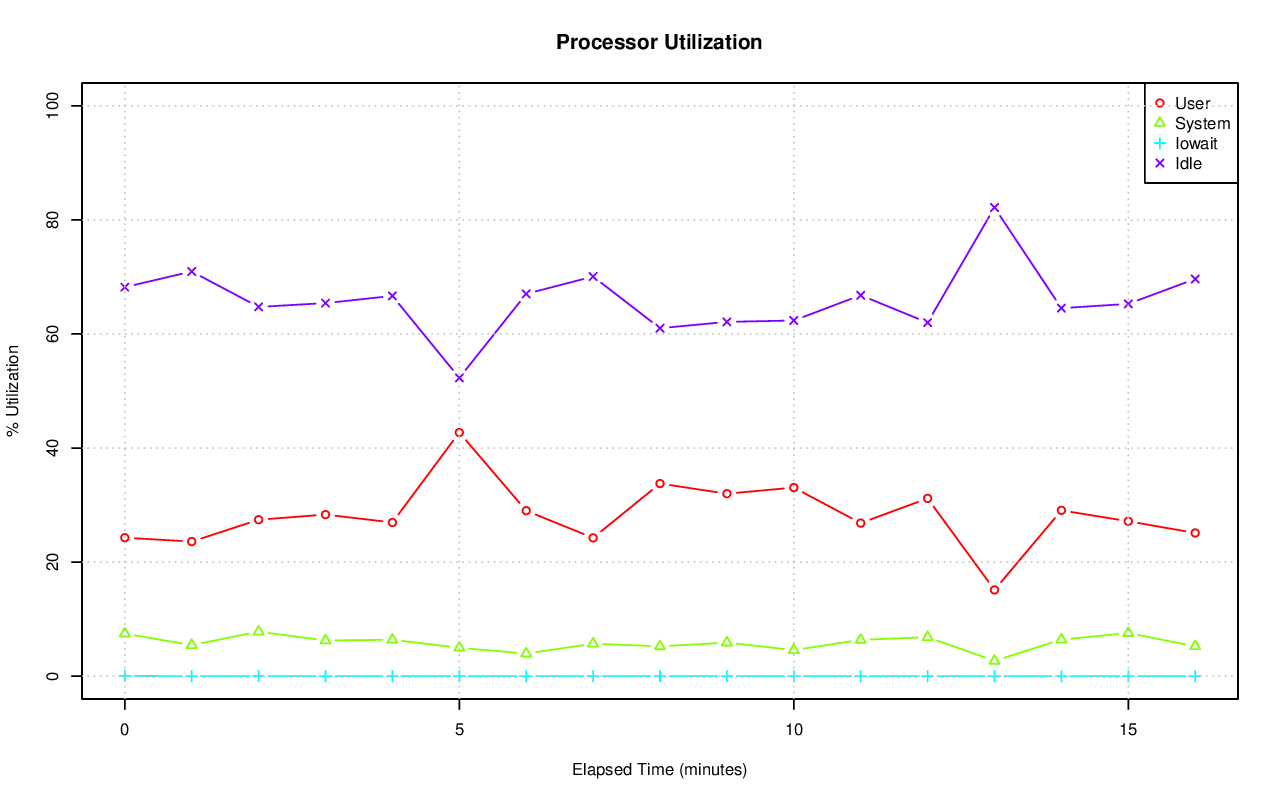 Processor Utilization
% Utilization
100
80
60
40
20
0
User
System
Iowait
Idle
0 5 10 15
Elapsed Time (minutes)